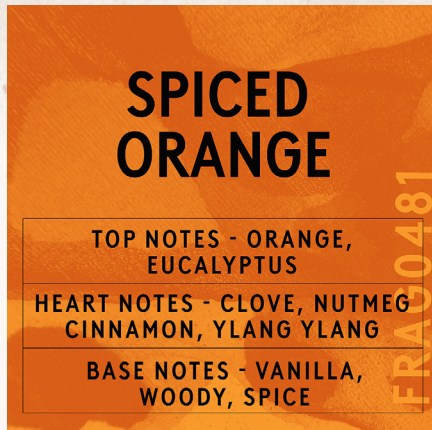 SPICED
ORANGE
TOP NOTES - ORANGE,
EUCALYPTUS
HEART NOTES - CLOVE, NUTMEG
CINNAMON, YLANG YLANG
BASE NOTES - VANILLA,
WOODY, SPICE
FRAG0481